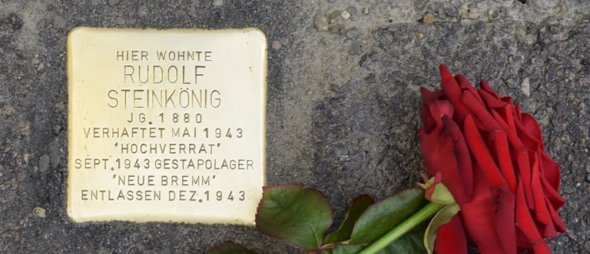 HIER WOHNTE
RUDOLF
STEINKÖNIG
JG. 1880
VERHAFTET MAI 1943
'HOCHVERRAT'
SEPT. 1943 GESTAPOLAGER
'NEUE BREMM'
ENTLASSEN DEZ. 1943